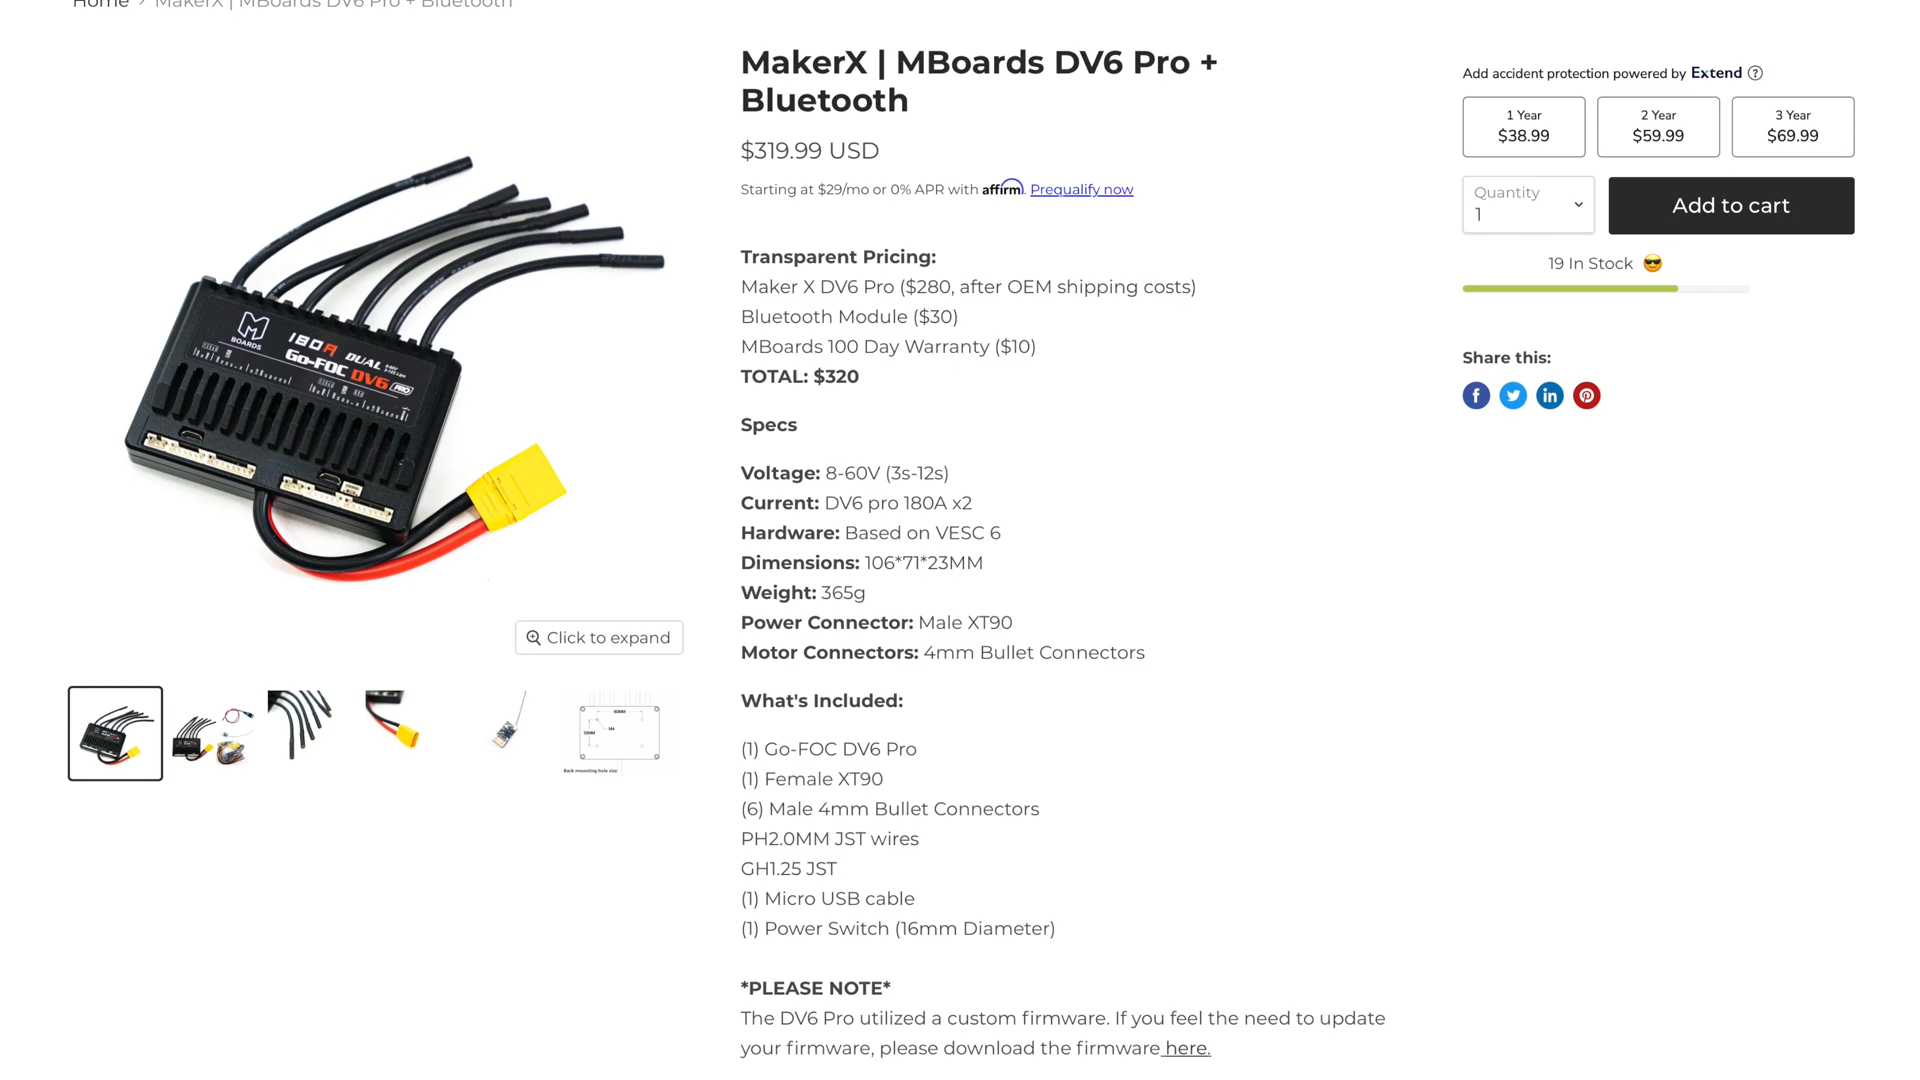 MakerX | MBoards DV6 Pro +
Bluetooth
$319.99 USD
Starting at $29/mo or 0% APR with affirm. Prequalify now
Transparent Pricing:
Maker X DV6 Pro ($280, after OEM shipping costs)
Bluetooth Module ($30)
MBoards 100 Day Warranty ($10)
TOTAL: $320
Specs
Voltage: 8-60V (3s-12s)
Current: DV6 pro 180A x2
Hardware: Based on VESC 6
Dimensions: 106*71*23MM
Weight: 365g
Power Connector: Male XT90
Motor Connectors: 4mm Bullet Connectors
What's Included:
(1) Go-FOC DV6 Pro
(1) Female XT90
(6) Male 4mm Bullet Connectors
PH2.0MM JST wires
GH1.25 JST
(1) Micro USB cable
(1) Power Switch (16mm Diameter)
*PLEASE NOTE*
The DV6 Pro utilized a custom firmware. If you feel the need to update
your firmware, please download the firmware here.
Add accident protection powered by Extend ?
1 Year
$38.99
2 Year
$59.99
3 Year
$69.99
Quantity
1
Add to cart
19 In Stock 😎
Share this:
BOARDS
180A DUAL
Go-FOC DV6 PRO
Click to expand
Back mounting hole size
Home › MakerX | MBoards DV6 Pro + Bluetooth